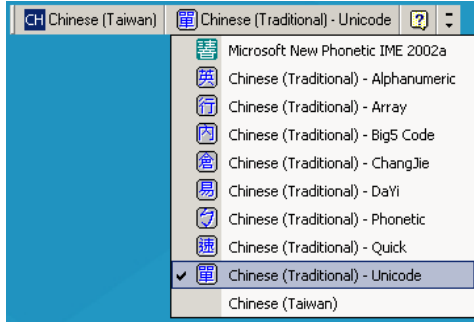 CH Chinese (Taiwan) 單 Chinese (Traditional) - Unicode ?
Microsoft New Phonetic IME 2002a
英 Chinese (Traditional) - Alphanumeric
行 Chinese (Traditional) - Array
內 Chinese (Traditional) - Big5 Code
倉 Chinese (Traditional) - ChangJie
易 Chinese (Traditional) - DaYi
Chinese (Traditional) - Phonetic
速 Chinese (Traditional) - Quick
單 Chinese (Traditional) - Unicode
Chinese (Taiwan)